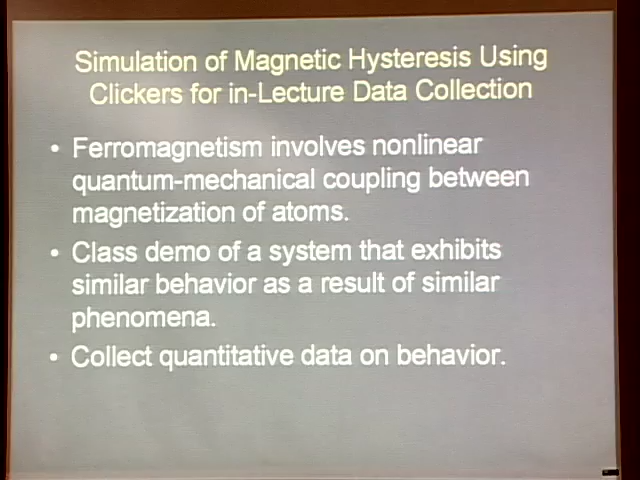 Simulation of Magnetic Hysteresis Using
Clickers for in-Lecture Data Collection
• Ferromagnetism involves nonlinear
quantum-mechanical coupling between
magnetization of atoms.
• Class demo of a system that exhibits
similar behavior as a result of similar
phenomena.
• Collect quantitative data on behavior.